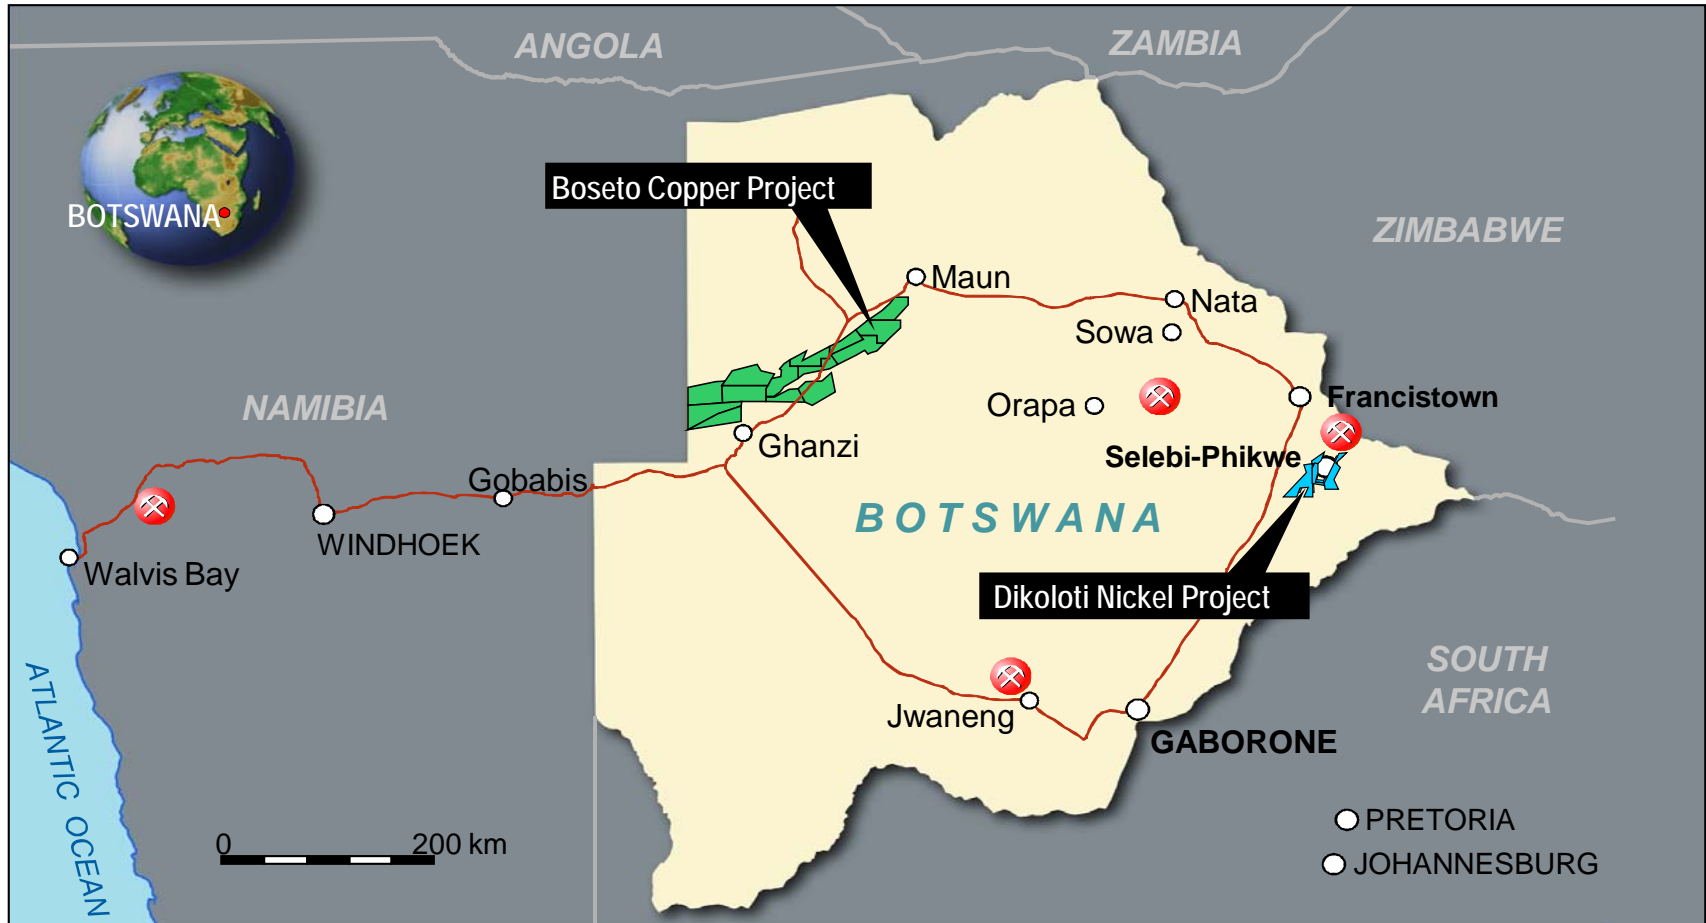 ANGOLA
ZAMBIA
Boseto Copper Project
BOTSWANA
ZIMBABWE
Maun
Nata
Sowa
NAMIBIA
Orapa
Francistown
Ghanzi
Selebi-Phikwe
Gobabis
BOTSWANA
WINDHOEK
Walvis Bay
Dikoloti Nickel Project
SOUTH
AFRICA
Jwaneng
GABORONE
ATLANTIC OCEAN
0 200 km
PRETORIA
JOHANNESBURG